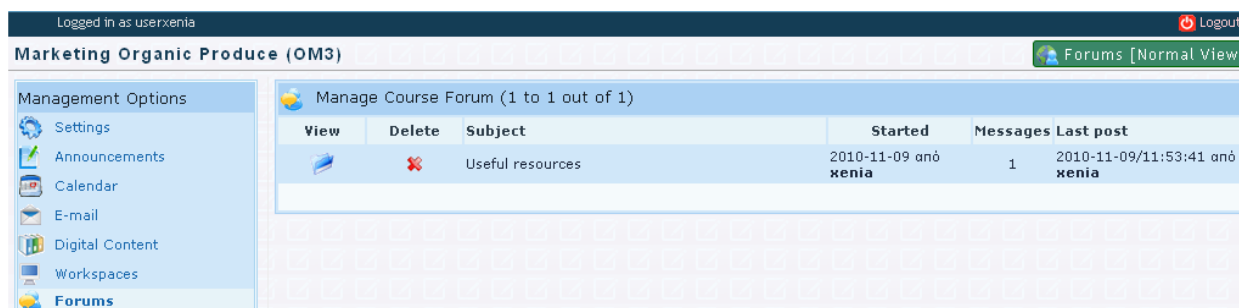 Logged in as userxenia
Logout
Marketing Organic Produce (OM3)
Forums [Normal View
Management Options
Settings
Announcements
Calendar
E-mail
Digital Content
Workspaces
Forums
Manage Course Forum (1 to 1 out of 1)
View Delete Subject Started Messages Last post
Useful resources 2010-11-09 από 1 2010-11-09/11:53:41 από
xenia xenia